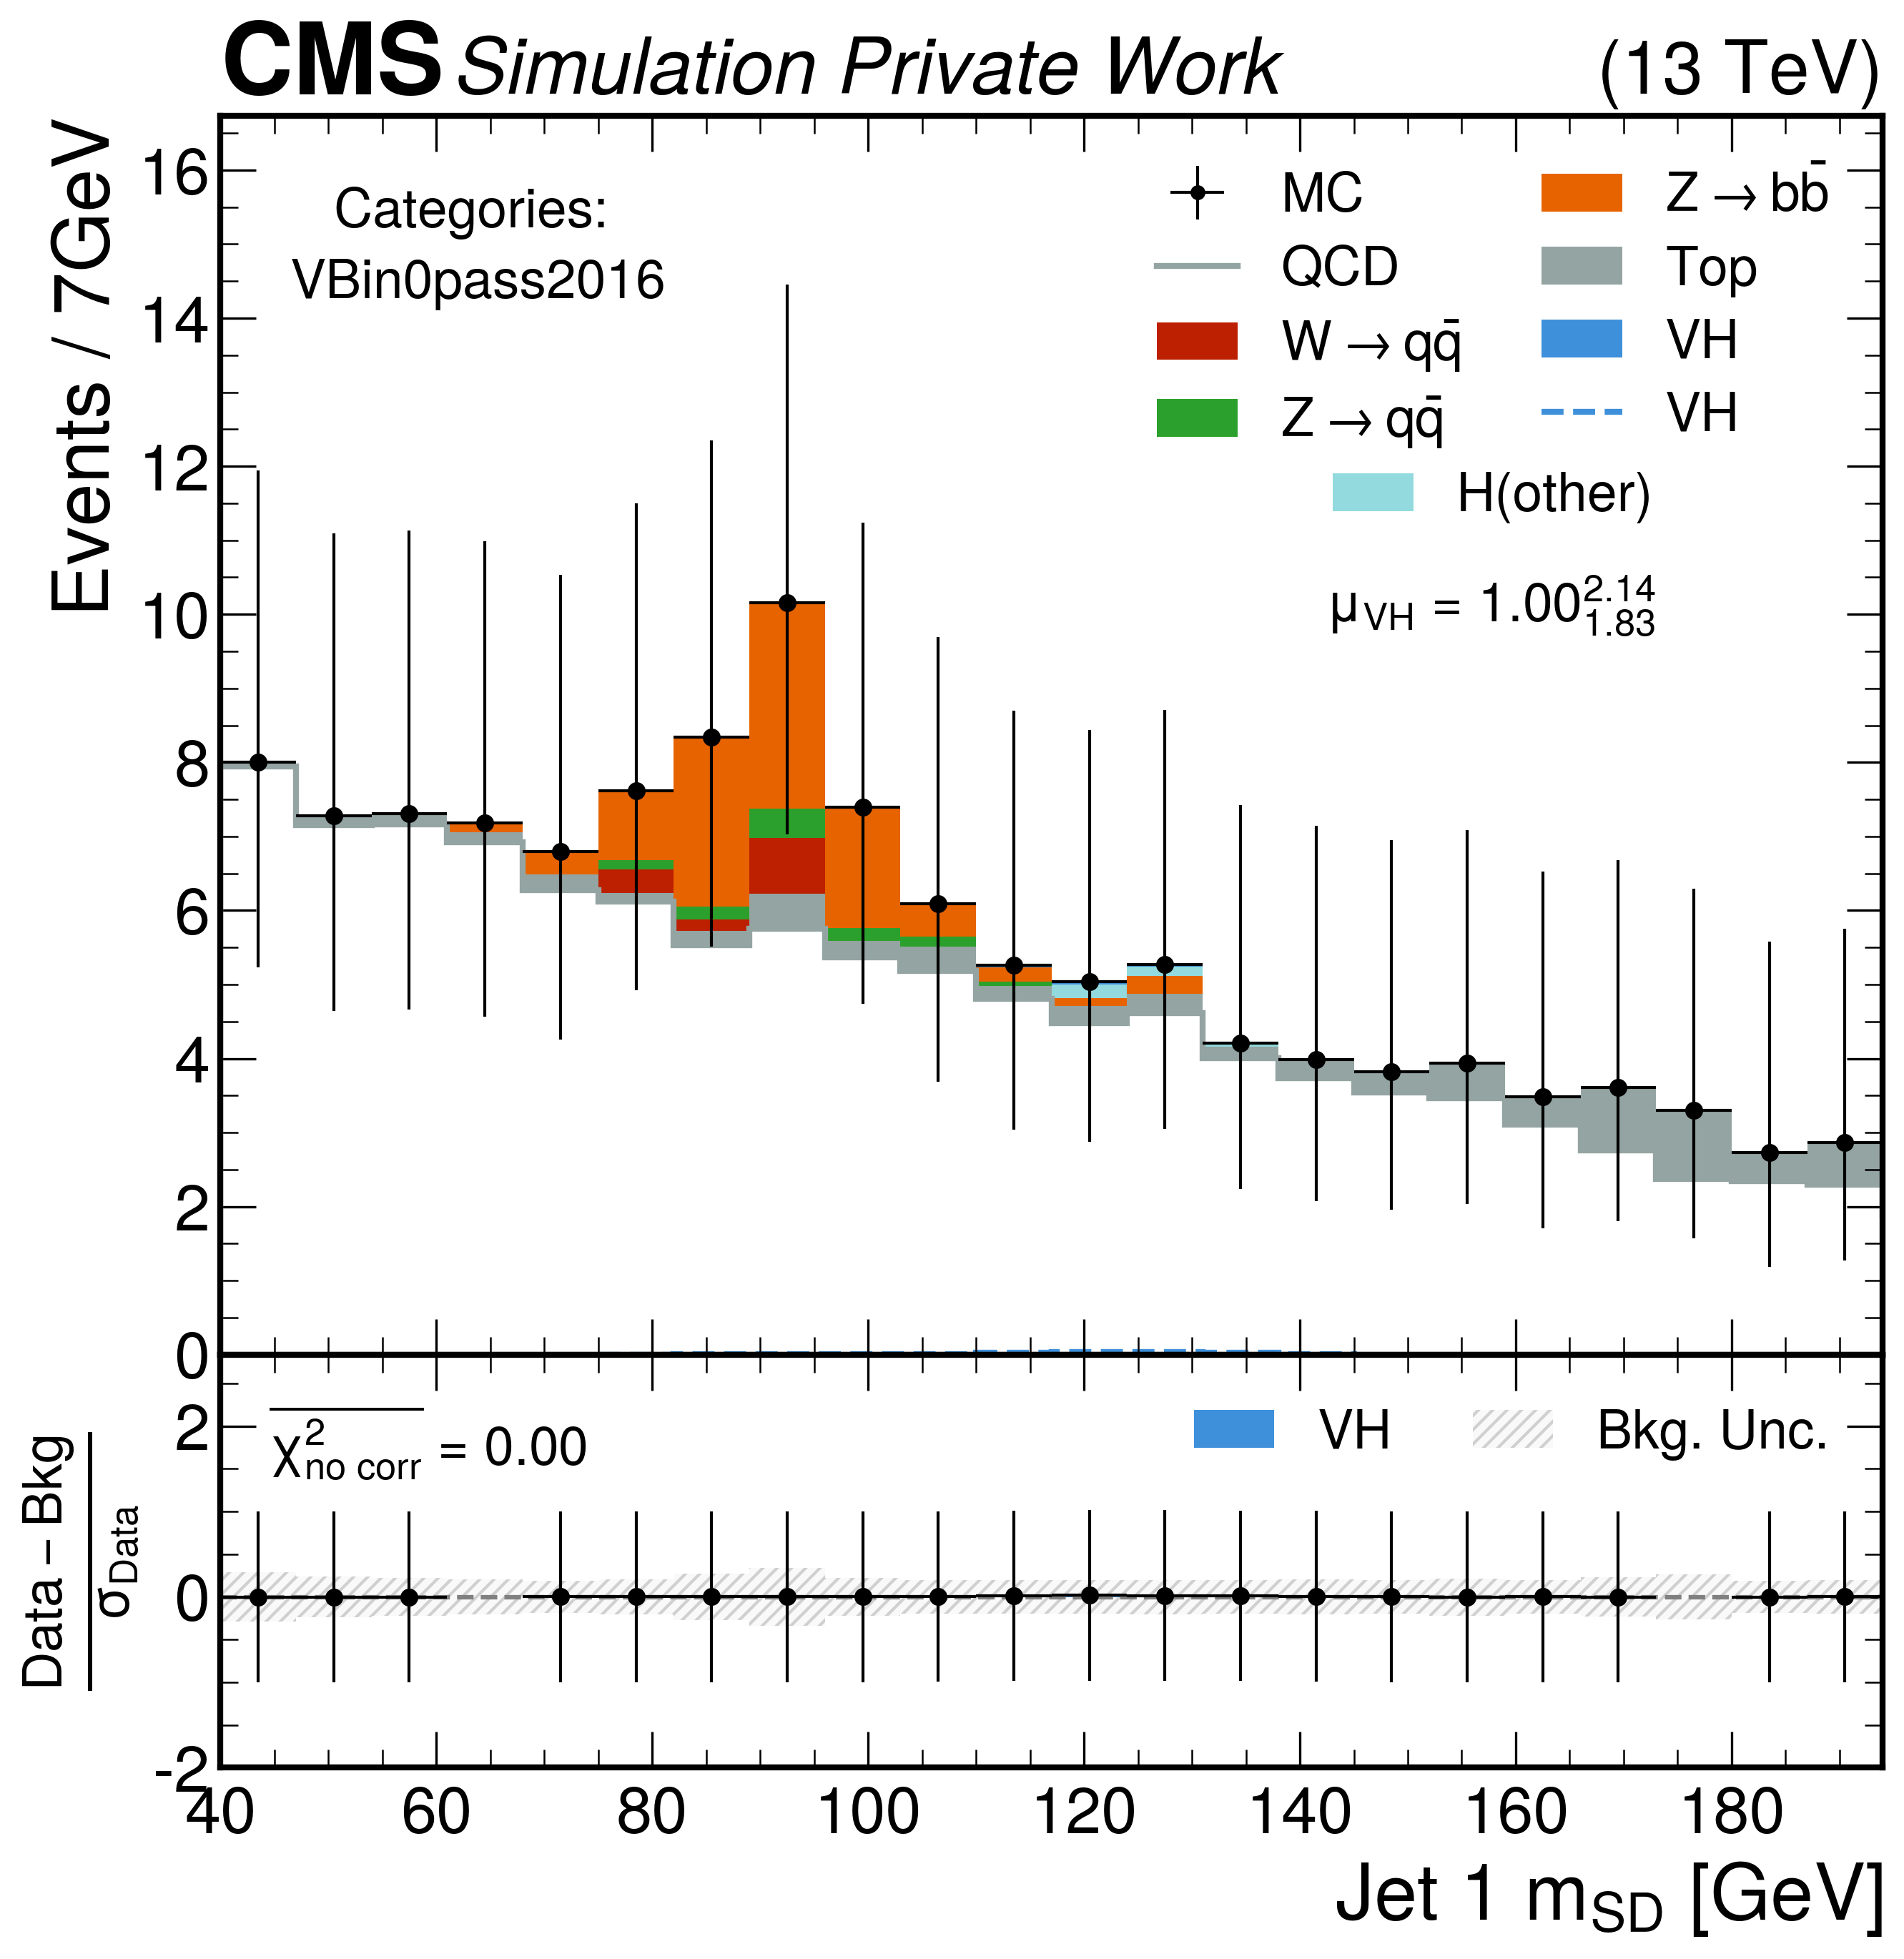 CMS Simulation Private Work (13 TeV)
Events / 7GeV
16
14
12
10
8
6
4
2
0
Categories:
VBin0pass2016
MC
QCD
W → qq̄
Z → qq̄
Z → bb̄
Top
VH
VH
H(other)
μ_VH = 1.00^2.14_1.83
Data − Bkg
σ_Data
2
0
-2
χ²_no corr = 0.00
VH
Bkg. Unc.
40 60 80 100 120 140 160 180
Jet 1 m_SD [GeV]